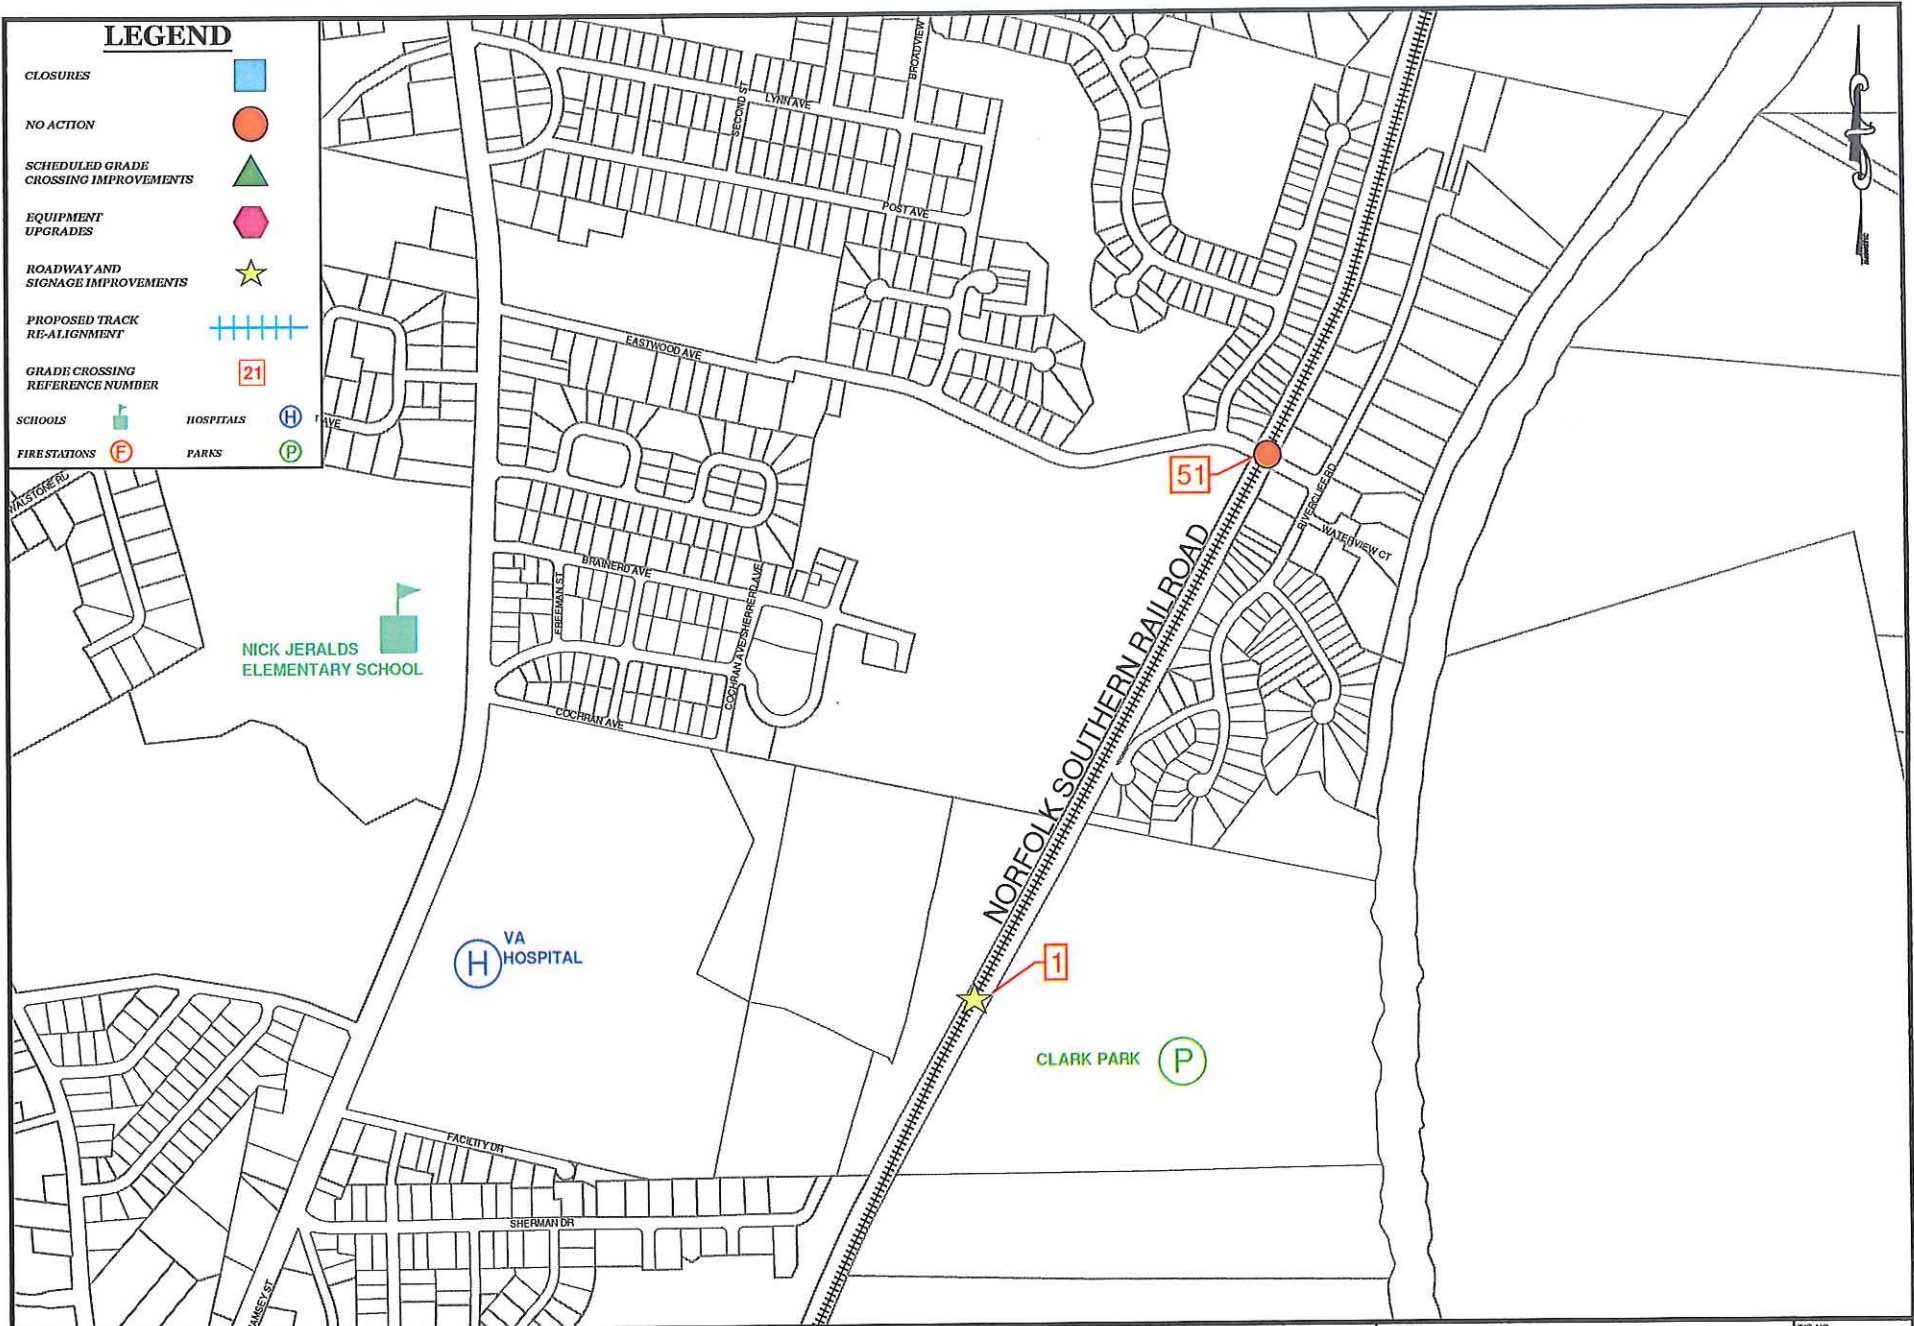 LEGEND
CLOSURES
NO ACTION
SCHEDULED GRADE
CROSSING IMPROVEMENTS
EQUIPMENT
UPGRADES
ROADWAY AND
SIGNAGE IMPROVEMENTS
PROPOSED TRACK
RE-ALIGNMENT
GRADE CROSSING
REFERENCE NUMBER
21
SCHOOLS
HOSPITALS
H
FIRE STATIONS
F
PARKS
P
BROADVIEW
LYNN AVE
SECOND ST
POST AVE
EASTWOOD AVE
AVE
51
RIVERCLIFF RD
WATERVIEW CT
NORFOLK SOUTHERN RAILROAD
BRAINERD AVE
FREEMAN ST
COCHRAN AVE/SHERRERD AVE
COCHRAN AVE
NICK JERALDS
ELEMENTARY SCHOOL
VA
HOSPITAL
H
1
CLARK PARK
P
FACILITY DR
SHERMAN DR
AMSEY ST